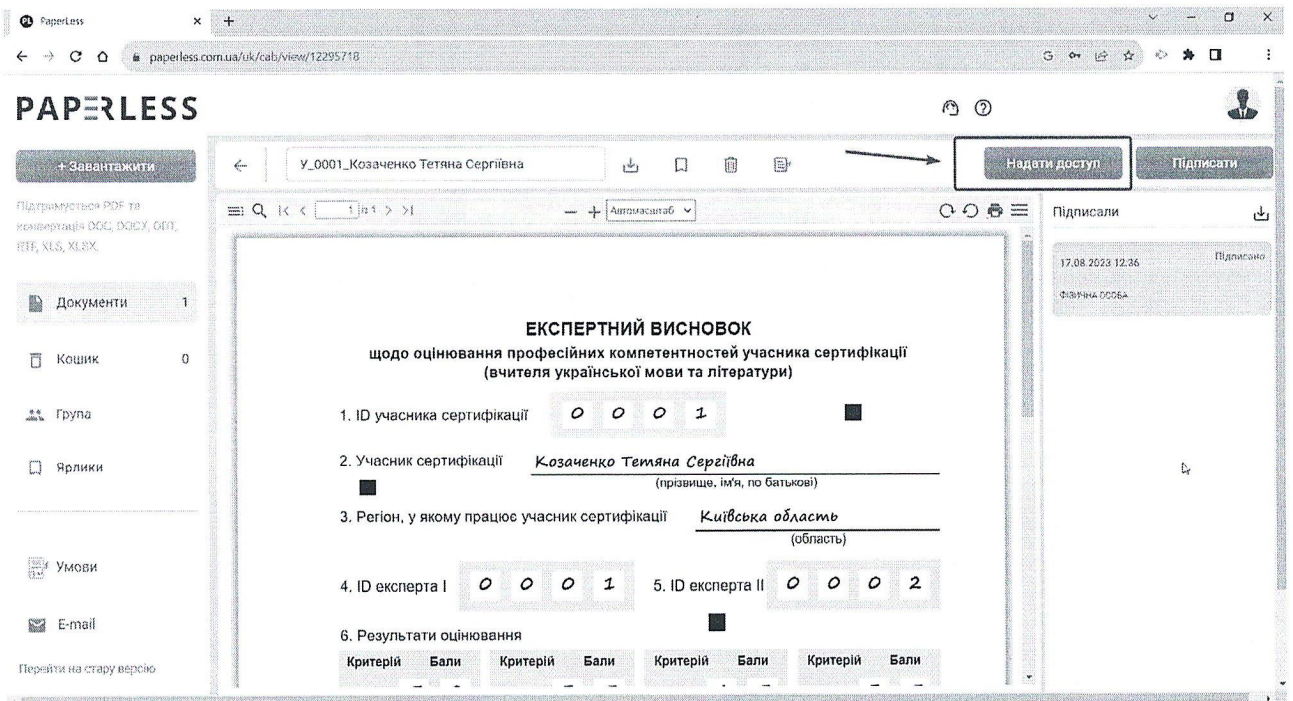 PaperLess
paperless.com.ua/uk/cab/view/12295718
PAPERLESS
+ Завантажити
У_0001_Козаченко Тетяна Сергіївна
Надати доступ
Підписати
Підтримується PDF та
конвертація DOC, DOCX, ODT,
RTF, XLS, XLSX.
1 із 1
Автомасштаб
Підписали
17.08.2023 12:36
Підписано
ФІЗИЧНА ОСОБА
Документи 1
Кошик 0
Група
Ярлики
Умови
E-mail
Перейти на стару версію
ЕКСПЕРТНИЙ ВИСНОВОК
щодо оцінювання професійних компетентностей учасника сертифікації
(вчителя української мови та літератури)
1. ID учасника сертифікації 0 0 0 1
2. Учасник сертифікації Козаченко Тетяна Сергіївна
(прізвище, ім'я, по батькові)
3. Регіон, у якому працює учасник сертифікації Київська область
(область)
4. ID експерта I 0 0 0 1 5. ID експерта II 0 0 0 2
6. Результати оцінювання
Критерій Бали Критерій Бали Критерій Бали Критерій Бали